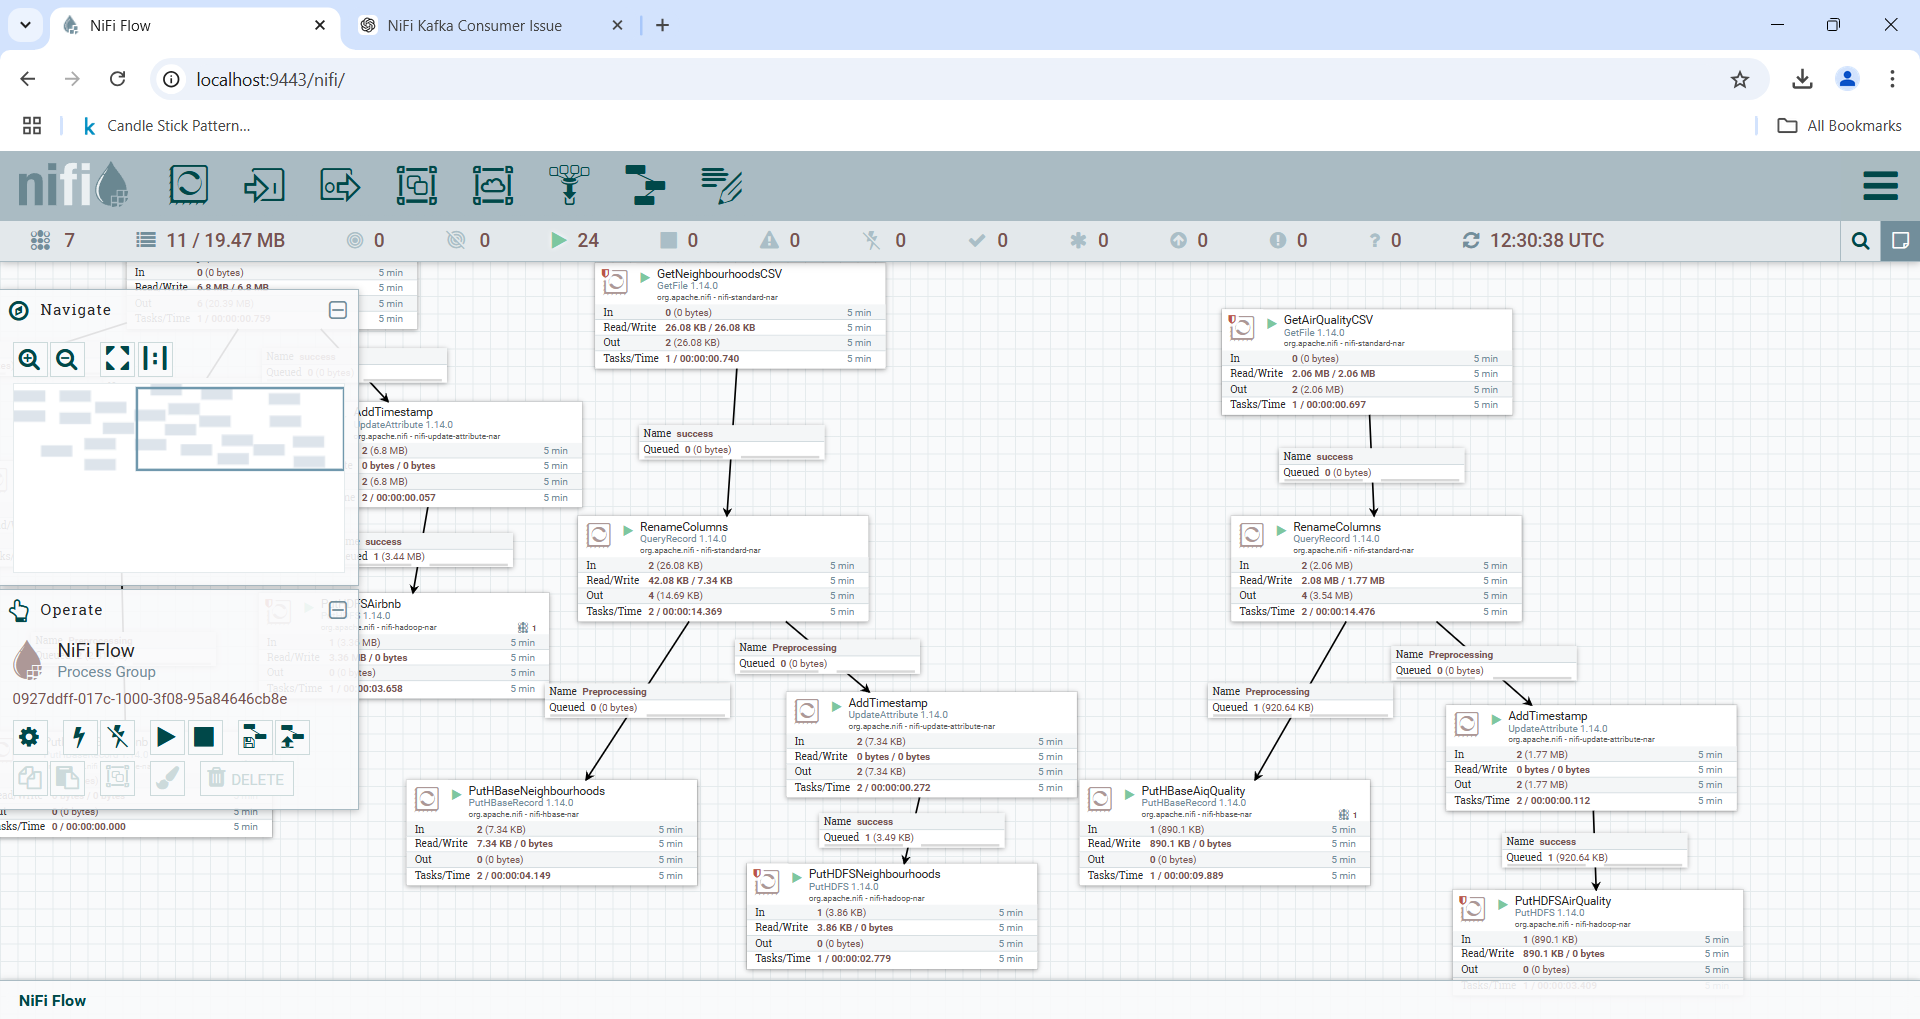 NiFi Flow
NiFi Kafka Consumer Issue
localhost:9443/nifi/
Candle Stick Pattern...
All Bookmarks
nifi
7
11 / 19.47 MB
0
0
24
0
0
0
0
0
0
0
0
12:30:38 UTC
In 0 (0 bytes) 5 min
Read/Write 6.8 MB / 6.8 MB 5 min
Out 5 min
Tasks/Time 1 / 00:00:00.759 5 min
Name success
Queued 0 (0 bytes)
Navigate
GetNeighbourhoodsCSV
GetFile 1.14.0
org.apache.nifi - nifi-standard-nar
In 0 (0 bytes) 5 min
Read/Write 26.08 KB / 26.08 KB 5 min
Out 2 (26.08 KB) 5 min
Tasks/Time 1 / 00:00:00.740 5 min
GetAirQualityCSV
GetFile 1.14.0
org.apache.nifi - nifi-standard-nar
In 0 (0 bytes) 5 min
Read/Write 2.06 MB / 2.06 MB 5 min
Out 2 (2.06 MB) 5 min
Tasks/Time 1 / 00:00:00.697 5 min
AddTimestamp
UpdateAttribute 1.14.0
org.apache.nifi - nifi-update-attribute-nar
2 (6.8 MB) 5 min
0 bytes / 0 bytes 5 min
2 (6.8 MB) 5 min
2 / 00:00:00.057 5 min
Name success
Queued 0 (0 bytes)
Name success
Queued 0 (0 bytes)
success
1 (3.44 MB)
RenameColumns
QueryRecord 1.14.0
org.apache.nifi - nifi-standard-nar
In 2 (26.08 KB) 5 min
Read/Write 42.08 KB / 7.34 KB 5 min
Out 4 (14.69 KB) 5 min
Tasks/Time 2 / 00:00:14.369 5 min
RenameColumns
QueryRecord 1.14.0
org.apache.nifi - nifi-standard-nar
In 2 (2.06 MB) 5 min
Read/Write 2.08 MB / 1.77 MB 5 min
Out 4 (3.54 MB) 5 min
Tasks/Time 2 / 00:00:14.476 5 min
Operate
NiFi Flow
Process Group
0927ddff-017c-1000-3f08-95a84646cb8e
DELETE
FSAirbnb
1.14.0
.nifi - nifi-hadoop-nar
1
MB) 5 min
B / 0 bytes 5 min
tes) 5 min
00:03.658 5 min
Name Preprocessing
Queued 0 (0 bytes)
Name Preprocessing
Queued 0 (0 bytes)
Name Preprocessing
Queued 0 (0 bytes)
Name Preprocessing
Queued 1 (920.64 KB)
AddTimestamp
UpdateAttribute 1.14.0
org.apache.nifi - nifi-update-attribute-nar
In 2 (7.34 KB) 5 min
Read/Write 0 bytes / 0 bytes 5 min
Out 2 (7.34 KB) 5 min
Tasks/Time 2 / 00:00:00.272 5 min
AddTimestamp
UpdateAttribute 1.14.0
org.apache.nifi - nifi-update-attribute-nar
In 2 (1.77 MB) 5 min
Read/Write 0 bytes / 0 bytes 5 min
Out 2 (1.77 MB) 5 min
Tasks/Time 2 / 00:00:00.112 5 min
5 min
sks/Time 0 / 00:00:00.000 5 min
PutHBaseNeighbourhoods
PutHBaseRecord 1.14.0
org.apache.nifi - nifi-hbase-nar
In 2 (7.34 KB) 5 min
Read/Write 7.34 KB / 0 bytes 5 min
Out 0 (0 bytes) 5 min
Tasks/Time 2 / 00:00:04.149 5 min
PutHBaseAiqQuality
PutHBaseRecord 1.14.0
org.apache.nifi - nifi-hbase-nar
1
In 1 (890.1 KB) 5 min
Read/Write 890.1 KB / 0 bytes 5 min
Out 0 (0 bytes) 5 min
Tasks/Time 1 / 00:00:09.889 5 min
Name success
Queued 1 (3.49 KB)
Name success
Queued 1 (920.64 KB)
PutHDFSNeighbourhoods
PutHDFS 1.14.0
org.apache.nifi - nifi-hadoop-nar
In 1 (3.86 KB) 5 min
Read/Write 3.86 KB / 0 bytes 5 min
Out 0 (0 bytes) 5 min
Tasks/Time 1 / 00:00:02.779 5 min
PutHDFSAirQuality
PutHDFS 1.14.0
org.apache.nifi - nifi-hadoop-nar
In 1 (890.1 KB) 5 min
Read/Write 890.1 KB / 0 bytes 5 min
Out 0 (0 bytes) 5 min
NiFi Flow